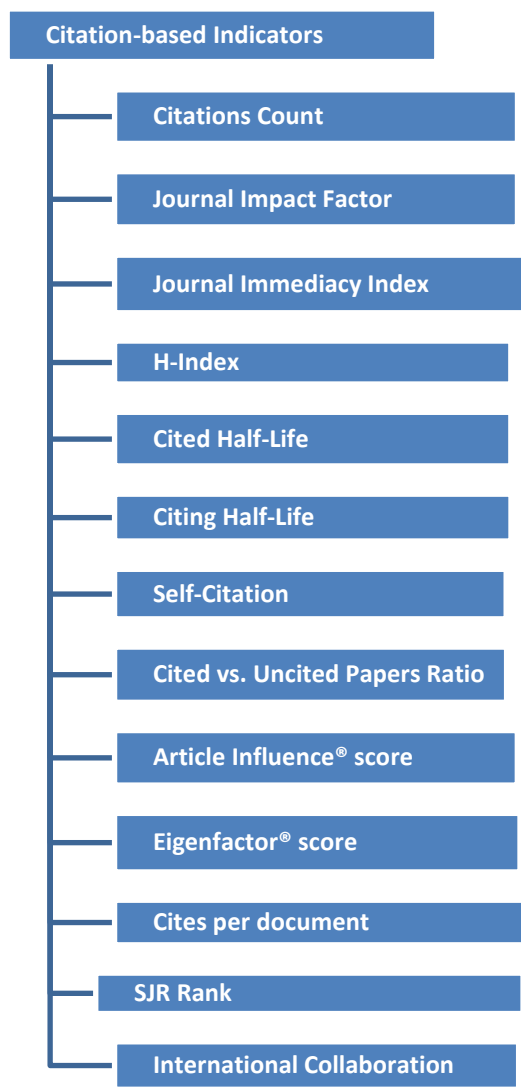 Citation-based Indicators
Citations Count
Journal Impact Factor
Journal Immediacy Index
H-Index
Cited Half-Life
Citing Half-Life
Self-Citation
Cited vs. Uncited Papers Ratio
Article Influence® score
Eigenfactor® score
Cites per document
SJR Rank
International Collaboration